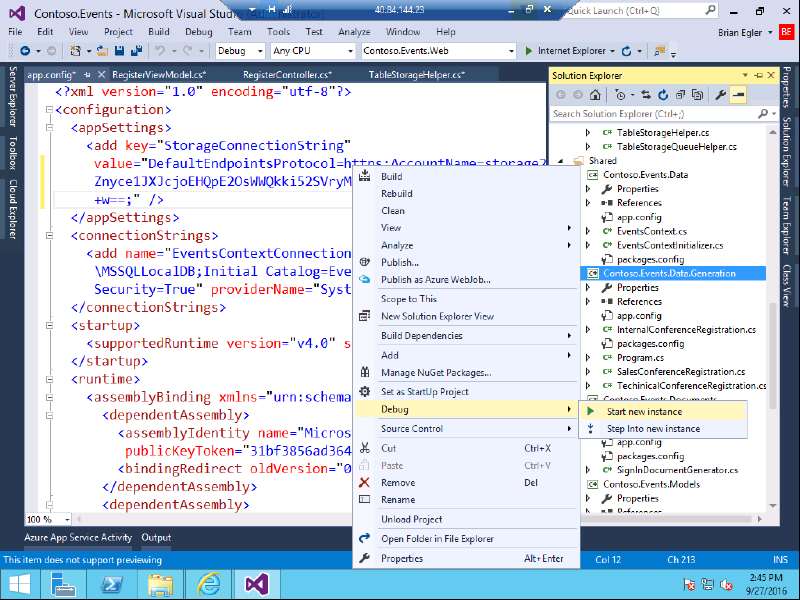 Contoso.Events - Microsoft Visual Stu
40.84.144.23
Quick Launch (Ctrl+Q)
File Edit View Project Build Debug Team Tools Test Analyze Window Help
Brian Egler BE
Debug Any CPU Contoso.Events.Web Internet Explorer
app.config* RegisterViewModel.cs* RegisterController.cs* TableStorageHelper.cs*
Server Explorer
Toolbox
Cloud Explorer
<?xml version="1.0" encoding="utf-8"?>
<configuration>
<appSettings>
<add key="StorageConnectionString"
value="DefaultEndpointsProtocol=https;AccountName=storage?
Znyce1JXJcjoEHQpE2OsWWQkki52SVryM
+w==;" />
</appSettings>
<connectionStrings>
<add name="EventsContextConnection
\MSSQLLocalDB;Initial Catalog=Eve
Security=True" providerName="Syst
</connectionStrings>
<startup>
<supportedRuntime version="v4.0" s
</startup>
<runtime>
<assemblyBinding xmlns="urn:schema
<dependentAssembly>
<assemblyIdentity name="Micros
publicKeyToken="31bf3856ad364
<bindingRedirect oldVersion="0
</dependentAssembly>
<dependentAssembly>
100 %
Build
Rebuild
Clean
View
Analyze
Publish...
Publish as Azure WebJob...
Scope to This
New Solution Explorer View
Build Dependencies
Add
Manage NuGet Packages...
Set as StartUp Project
Debug
Source Control
Cut Ctrl+X
Paste Ctrl+V
Remove Del
Rename
Unload Project
Open Folder in File Explorer
Properties Alt+Enter
Start new instance
Step Into new instance
Solution Explorer
Search Solution Explorer (Ctrl+;)
TableStorageHelper.cs
TableStorageQueueHelper.cs
Shared
Contoso.Events.Data
Properties
References
app.config
EventsContext.cs
EventsContextInitializer.cs
packages.config
Contoso.Events.Data.Generation
Properties
References
app.config
InternalConferenceRegistration.cs
packages.config
Program.cs
SalesConferenceRegistration.cs
TechinicalConferenceRegistration.cs
Contoso.Events.Documents
app.config
packages.config
SignInDocumentGenerator.cs
Contoso.Events.Models
Properties
References
Properties
Solution Explorer
Team Explorer
Class View
Azure App Service Activity Output
This item does not support previewing Col 12 Ch 213 INS
2:45 PM
9/27/2016